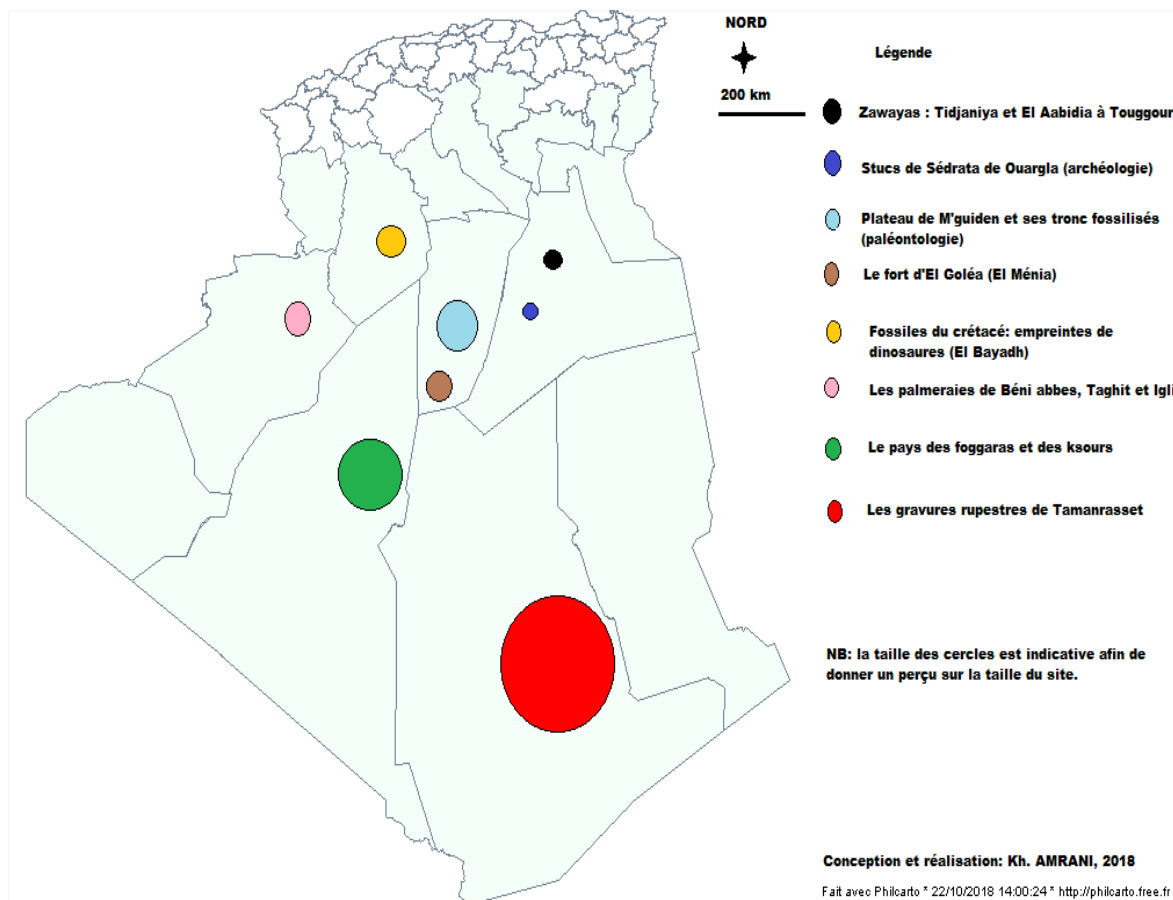 NORD
200 km
Légende
Zawayas : Tidjaniya et El Aabidia à Touggour
Stucs de Sédrata de Ouargla (archéologie)
Plateau de M'guiden et ses tronc fossilisés
(paléontologie)
Le fort d'El Goléa (El Ménia)
Fossiles du crétacé: empreintes de
dinosaures (El Bayadh)
Les palmeraies de Béni abbes, Taghit et Igli
Le pays des foggaras et des ksours
Les gravures rupestres de Tamanrasset
NB: la taille des cercles est indicative afin de
donner un perçu sur la taille du site.
Conception et réalisation: Kh. AMRANI, 2018
Fait avec Philcarto * 22/10/2018 14:00:24 * http://philcarto.free.fr